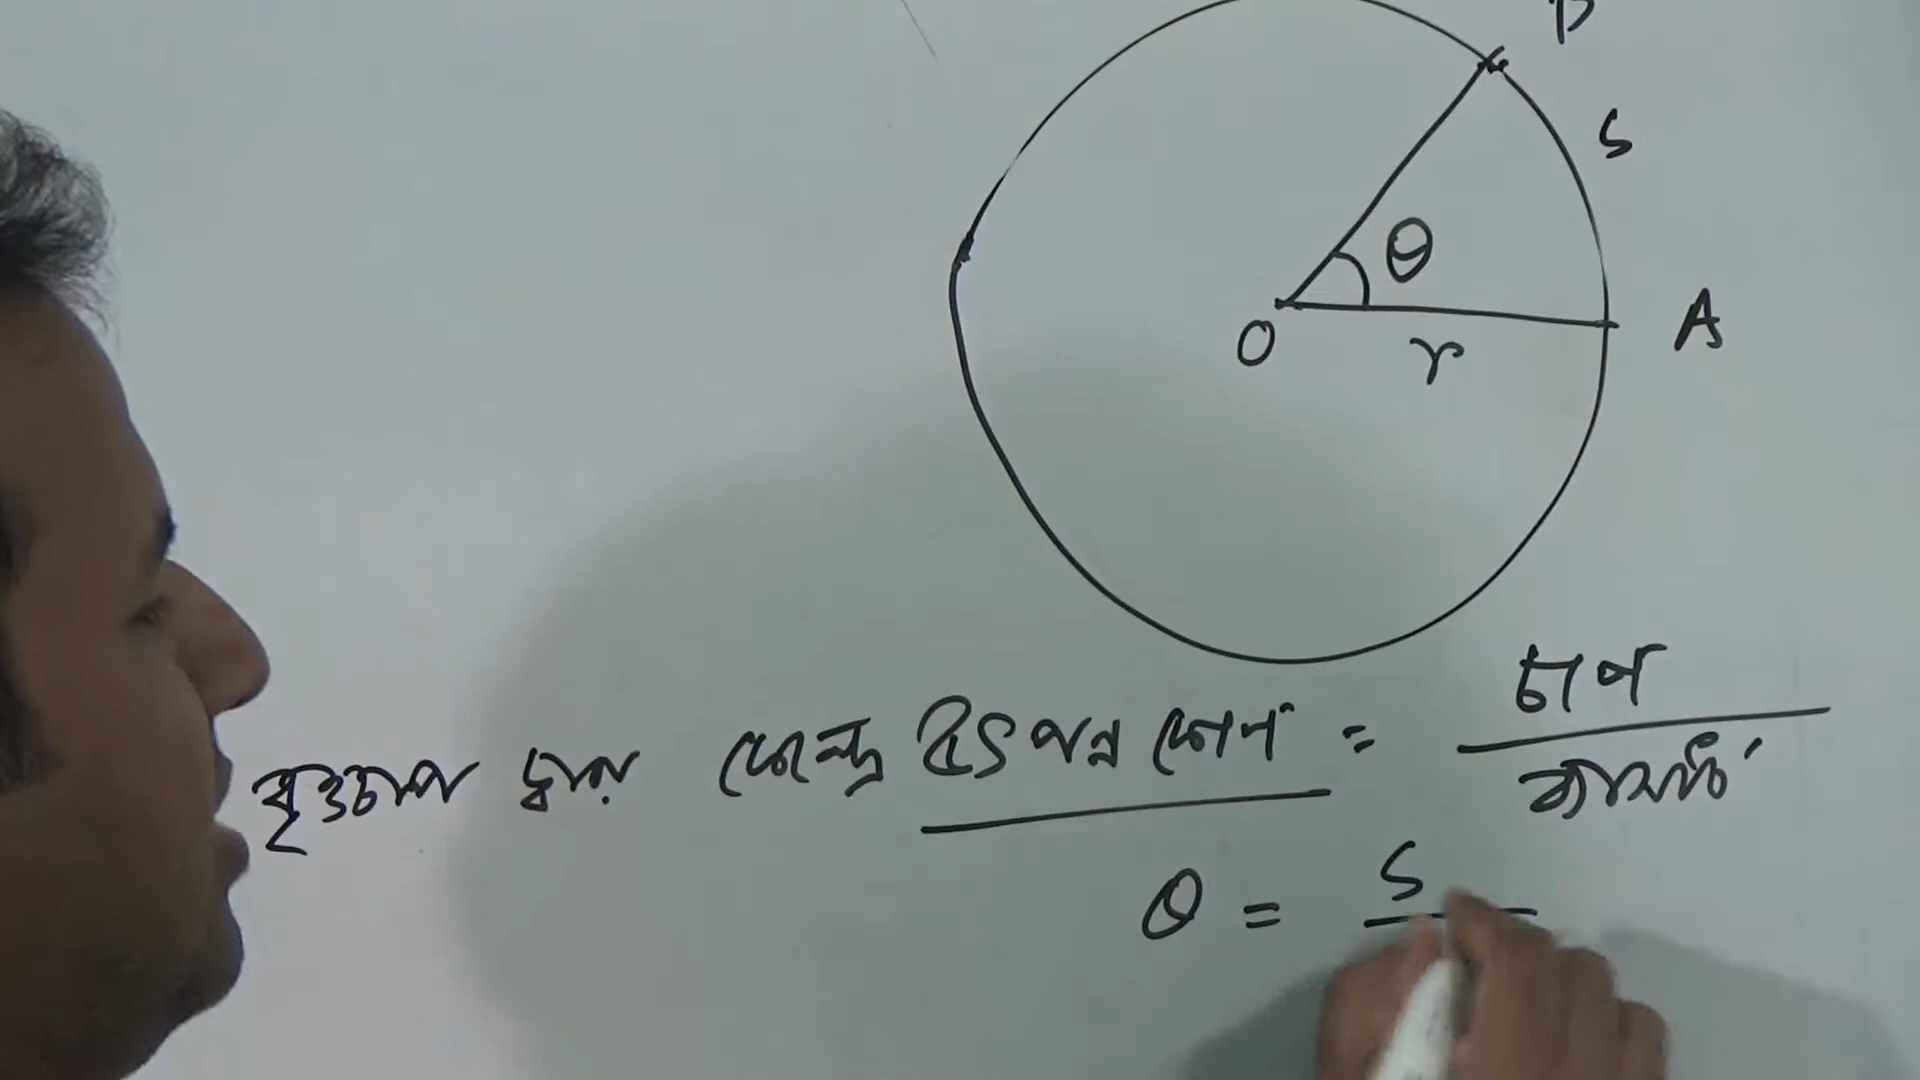 S
θ
A
O
r
বৃত্তচাপ দ্বারা কেন্দ্রে উৎপন্ন কোণ = চাপ / ব্যাসার্ধ
θ = S